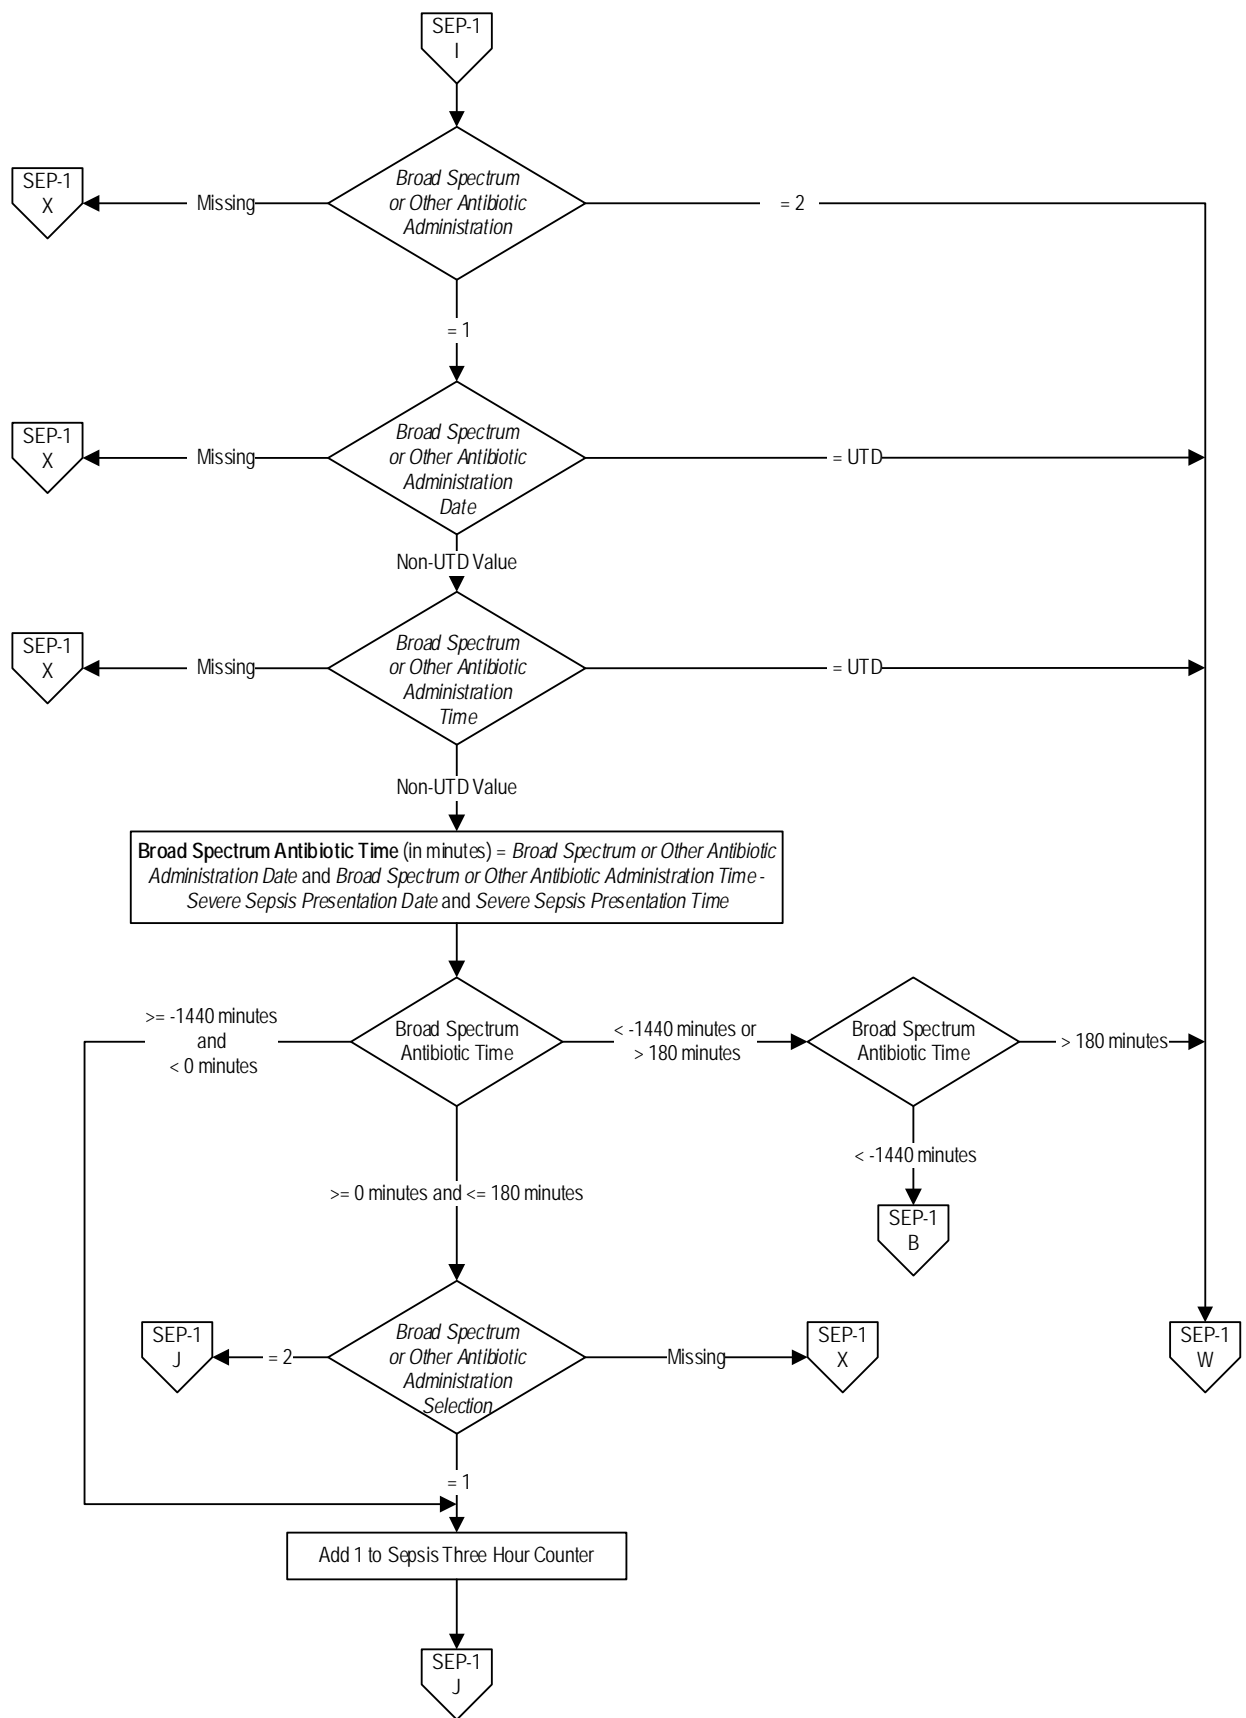 SEP-1
I
Broad Spectrum
or Other Antibiotic
Administration
SEP-1
X
Missing
= 2
= 1
Broad Spectrum
or Other Antibiotic
Administration
Date
SEP-1
X
Missing
= UTD
Non-UTD Value
Broad Spectrum
or Other Antibiotic
Administration
Time
SEP-1
X
Missing
= UTD
Non-UTD Value
Broad Spectrum Antibiotic Time (in minutes) = Broad Spectrum or Other Antibiotic
Administration Date and Broad Spectrum or Other Antibiotic Administration Time -
Severe Sepsis Presentation Date and Severe Sepsis Presentation Time
>= -1440 minutes
and
< 0 minutes
Broad Spectrum
Antibiotic Time
< -1440 minutes or
> 180 minutes
Broad Spectrum
Antibiotic Time
> 180 minutes
< -1440 minutes
>= 0 minutes and <= 180 minutes
SEP-1
B
SEP-1
J
= 2
Broad Spectrum
or Other Antibiotic
Administration
Selection
Missing
SEP-1
X
SEP-1
W
= 1
Add 1 to Sepsis Three Hour Counter
SEP-1
J